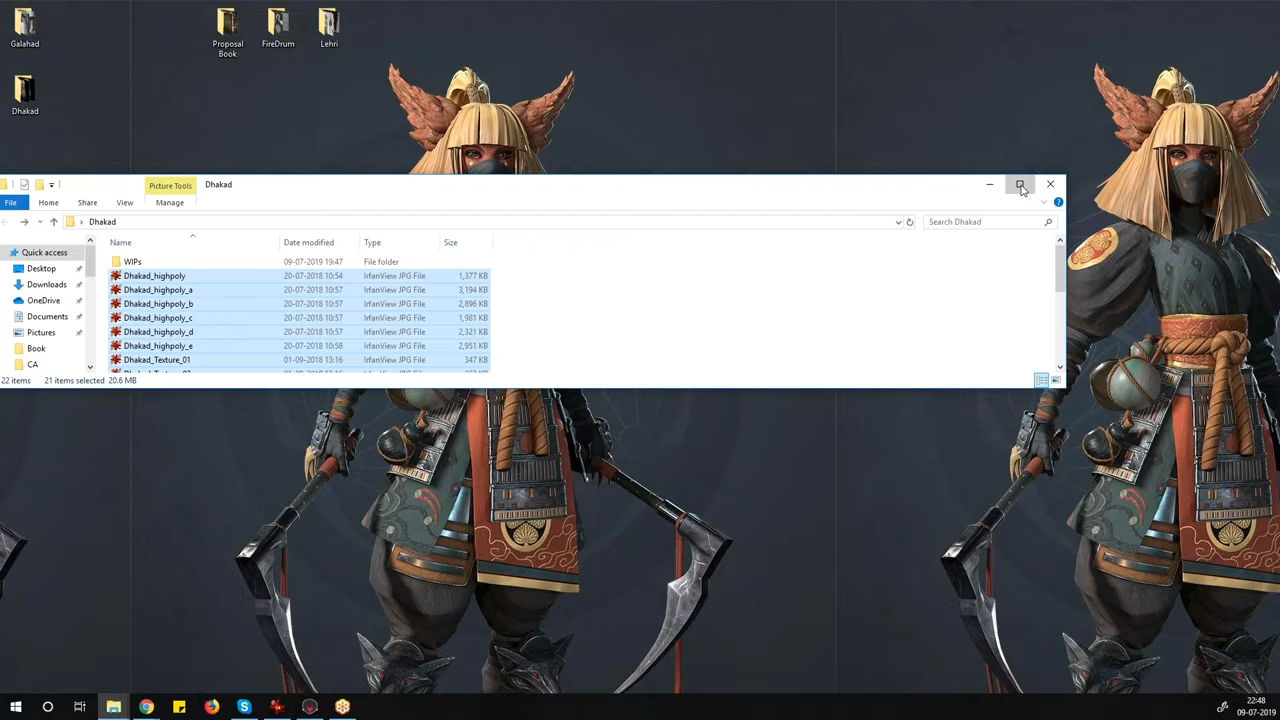 Galahad
Proposal
Book
FireDrum
Lehri
Dhakad
Picture Tools
Dhakad
File
Home
Share
View
Manage
Dhakad
Search Dhakad
Name
Date modified
Type
Size
Quick access
Desktop
Downloads
OneDrive
Documents
Pictures
Book
CA
WIPs 09-07-2019 19:47 File folder
Dhakad_highpoly 20-07-2018 10:54 IrfanView JPG File 1,377 KB
Dhakad_highpoly_a 20-07-2018 10:57 IrfanView JPG File 3,194 KB
Dhakad_highpoly_b 20-07-2018 10:57 IrfanView JPG File 2,896 KB
Dhakad_highpoly_c 20-07-2018 10:57 IrfanView JPG File 1,981 KB
Dhakad_highpoly_d 20-07-2018 10:57 IrfanView JPG File 2,321 KB
Dhakad_highpoly_e 20-07-2018 10:58 IrfanView JPG File 2,951 KB
Dhakad_Texture_01 01-09-2018 13:16 IrfanView JPG File 347 KB
22 items 21 items selected 20.6 MB
22:48
09-07-2019